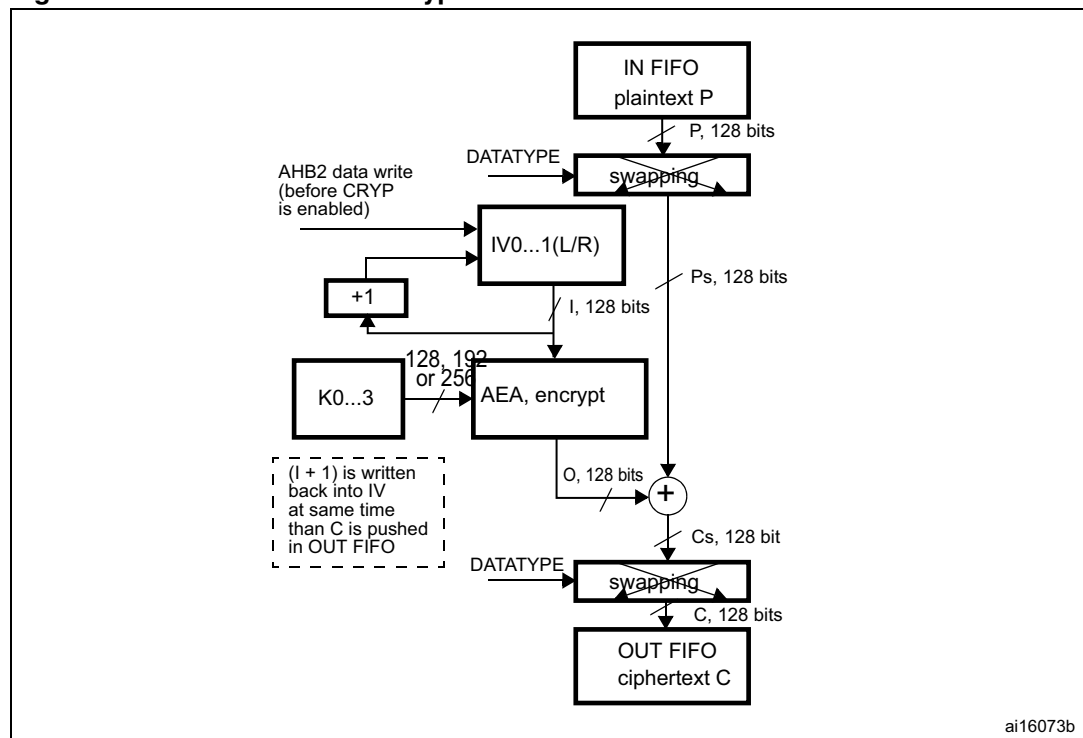 IN FIFO
plaintext P
P, 128 bits
DATATYPE
swapping
AHB2 data write
(before CRYP
is enabled)
IV0...1(L/R)
Ps, 128 bits
+1
I, 128 bits
128, 192
or 256
K0...3
AEA, encrypt
(I + 1) is written
back into IV
at same time
than C is pushed
in OUT FIFO
O, 128 bits
+
Cs, 128 bit
DATATYPE
swapping
C, 128 bits
OUT FIFO
ciphertext C
ai16073b